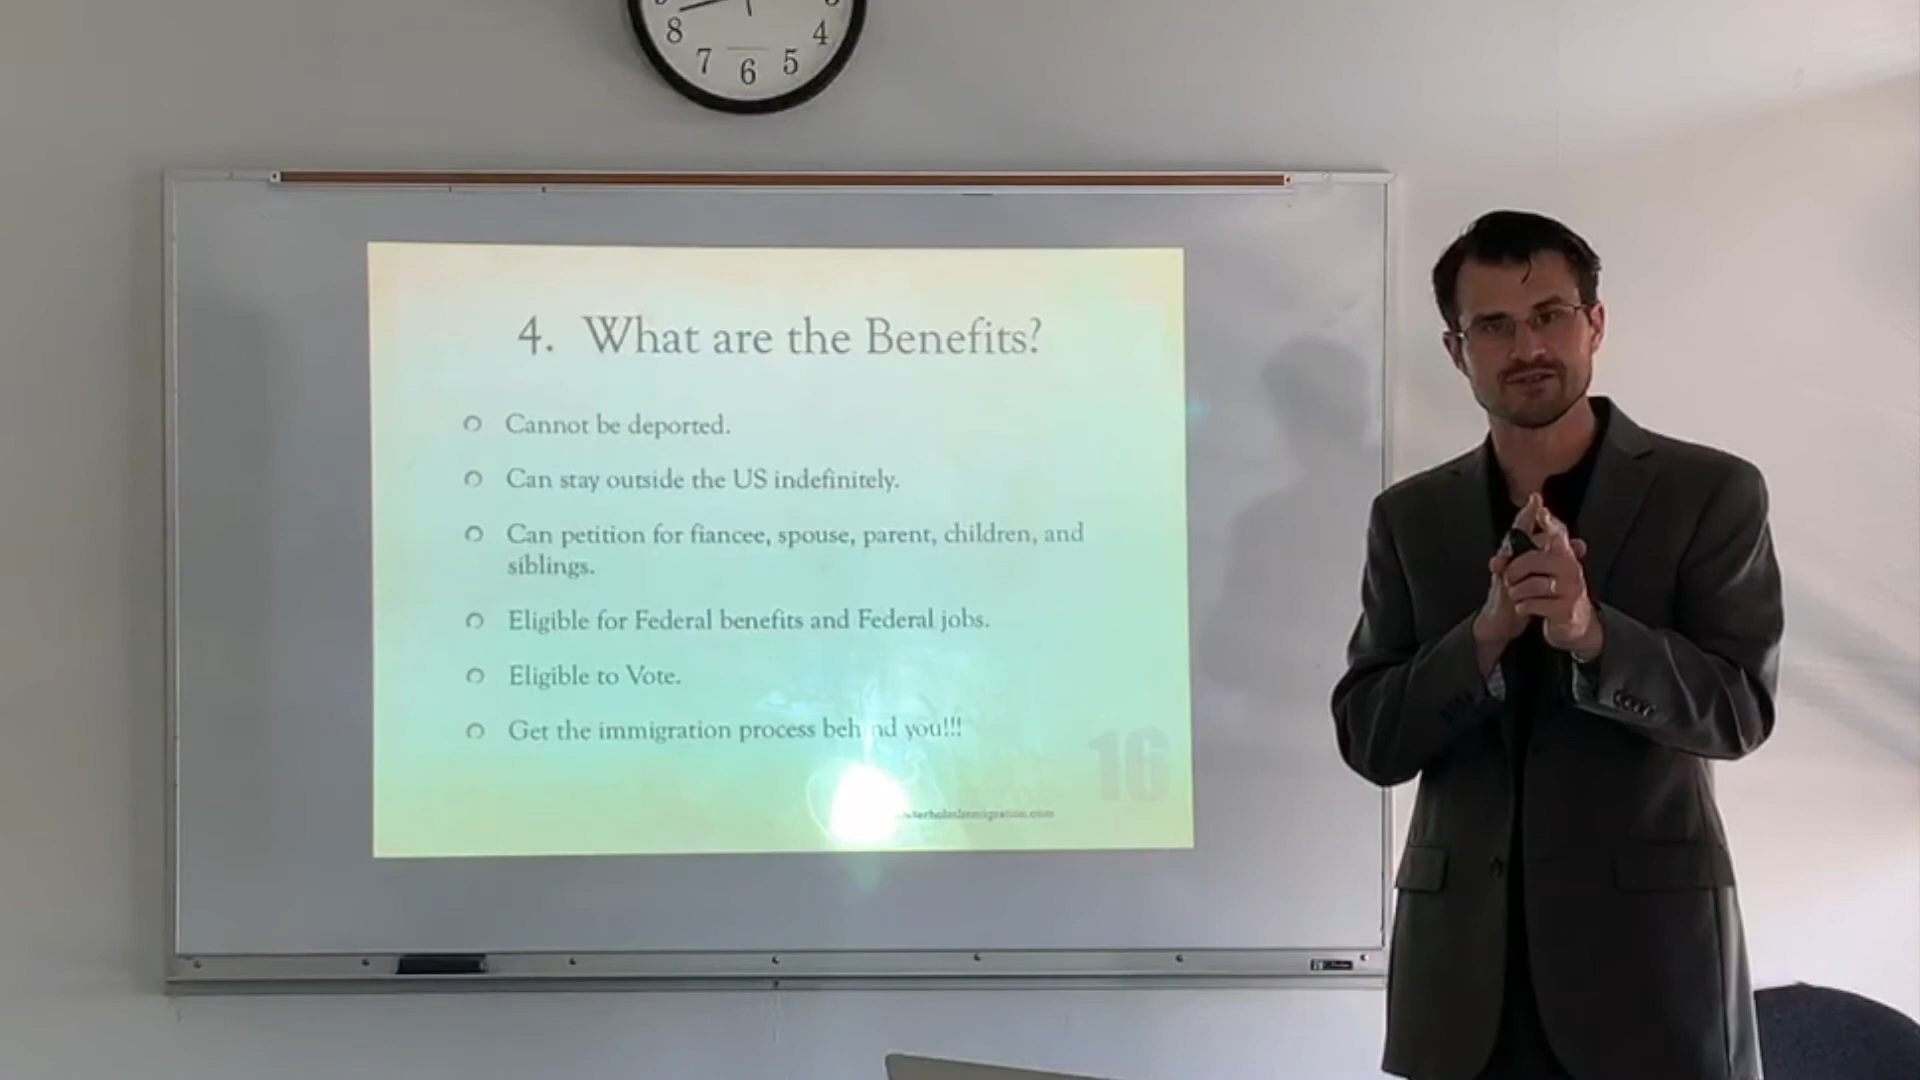 8
4
7
6
5
4. What are the Benefits?
Cannot be deported.
Can stay outside the US indefinitely.
Can petition for fiancee, spouse, parent, children, and
siblings.
Eligible for Federal benefits and Federal jobs.
Eligible to Vote.
Get the immigration process behind you!!!
16